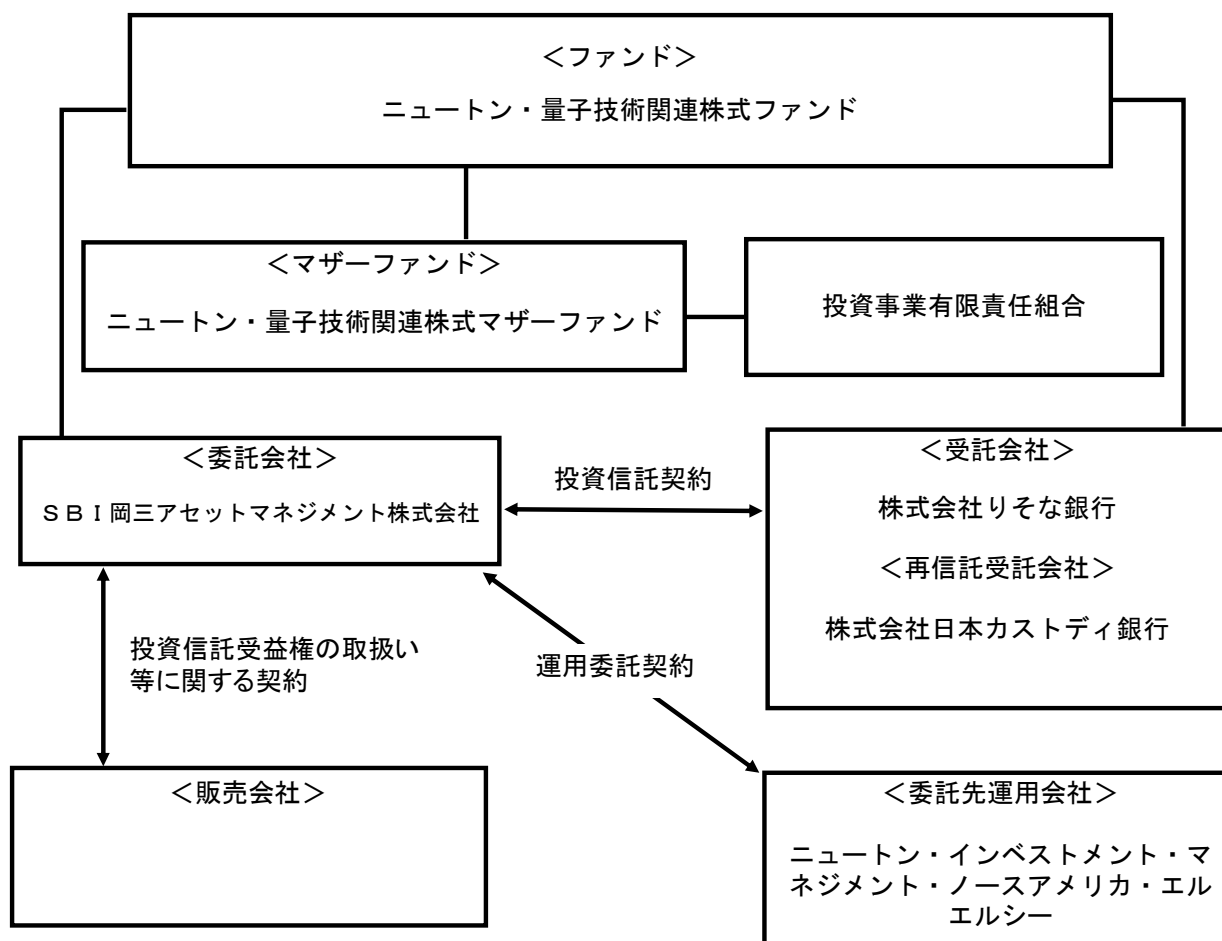 ＜ファンド＞
ニュートン・量子技術関連株式ファンド
＜マザーファンド＞
ニュートン・量子技術関連株式マザーファンド
投資事業有限責任組合
＜委託会社＞
ＳＢＩ岡三アセットマネジメント株式会社
投資信託契約
＜受託会社＞
株式会社りそな銀行
＜再信託受託会社＞
株式会社日本カストディ銀行
投資信託受益権の取扱い
等に関する契約
運用委託契約
＜販売会社＞
＜委託先運用会社＞
ニュートン・インベストメント・マ
ネジメント・ノースアメリカ・エル
エルシー